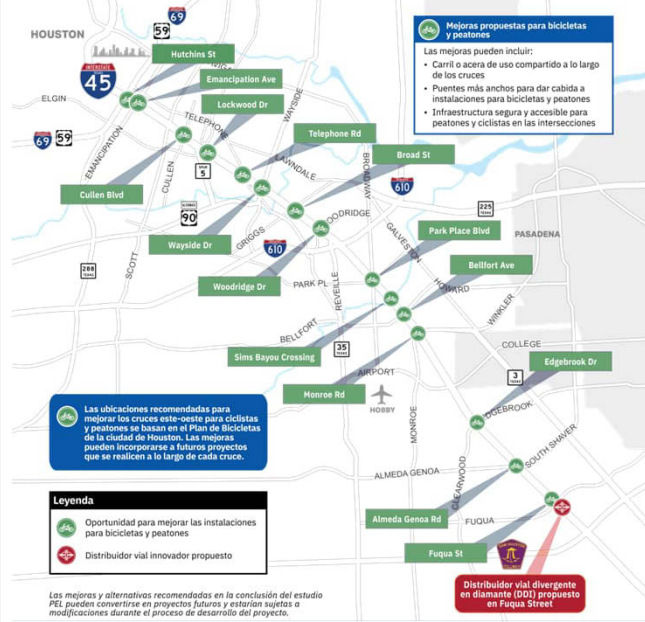 HOUSTON
INTERSTATE
69
59
Hutchins St
INTERSTATE
45
Emancipation Ave
ELGIN
Lockwood Dr
WAYSIDE
TELEPHONE
Telephone Rd
69
59
EMANCIPATION
CULLEN
SPUR
5
LAWNDALE
BROADWAY
Broad St
610
Cullen Blvd
ALTERNATE
90
WOODRIDGE
225
TEXAS
PASADENA
Wayside Dr
GRIGGS
610
GALVESTON
Park Place Blvd
288
TEXAS
SCOTT
Woodridge Dr
PARK PL
REVEILLE
Bellfort Ave
HOWARD
WINKLER
BELLFORT
Sims Bayou Crossing
35
TEXAS
COLLEGE
Edgebrook Dr
AIRPORT
3
TEXAS
Monroe Rd
HOBBY
MONROE
DGEBROOK
SOUTH SHAVER
ALMEDA GENOA
CLEARWOOD
Almeda Genoa Rd
FUQUA
Fuqua St
Distribuidor vial divergente
en diamante (DDI) propuesto
en Fuqua Street
Mejoras propuestas para bicicletas
y peatones
Las mejoras pueden incluir:
• Carril o acera de uso compartido a lo largo
de los cruces
• Puentes más anchos para dar cabida a
instalaciones para bicicletas y peatones
• Infraestructura segura y accesible para
peatones y ciclistas en las intersecciones
Las ubicaciones recomendadas para
mejorar los cruces este-oeste para ciclistas
y peatones se basan en el Plan de Bicicletas
de la ciudad de Houston. Las mejoras
pueden incorporarse a futuros proyectos
que se realicen a lo largo de cada cruce.
Leyenda
Oportunidad para mejorar las instalaciones
para bicicletas y peatones
Distribuidor vial innovador propuesto
Las mejoras y alternativas recomendadas en la conclusión del estudio
PEL pueden convertirse en proyectos futuros y estarían sujetas a
modificaciones durante el proceso de desarrollo del proyecto.